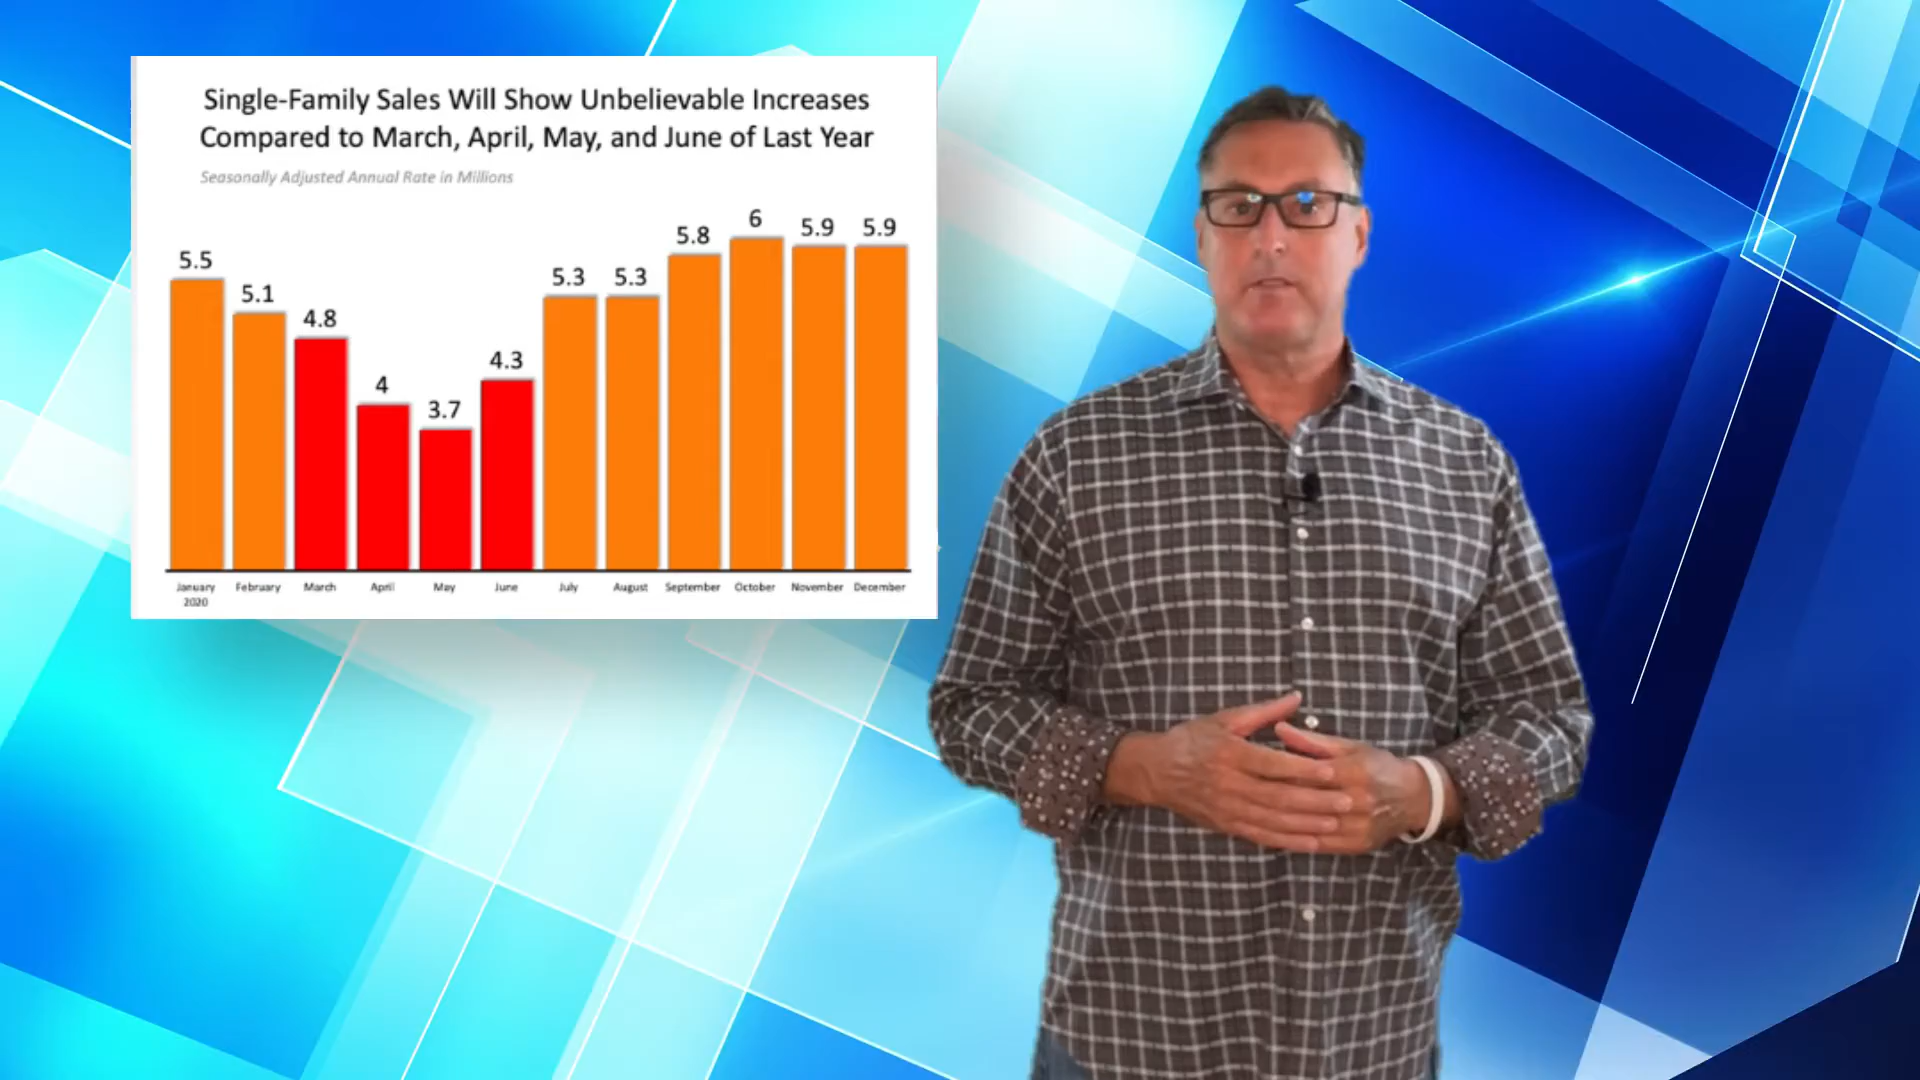 Single-Family Sales Will Show Unbelievable Increases
Compared to March, April, May, and June of Last Year
Seasonally Adjusted Annual Rate in Millions
5.5 5.1 4.8 4 3.7 4.3 5.3 5.3 5.8 6 5.9 5.9
January February March April May June July August September October November December
2020